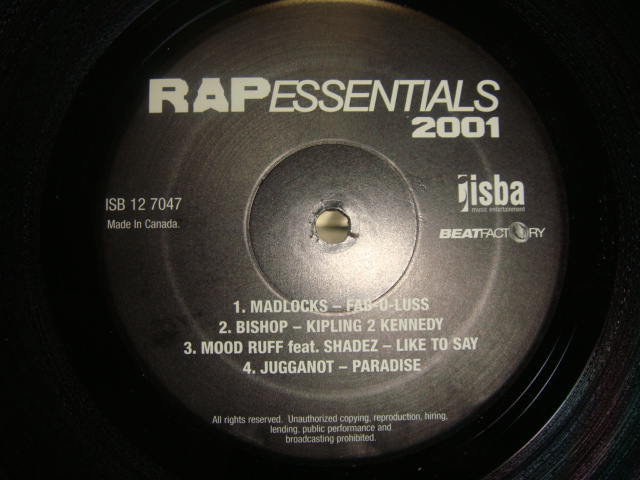 RAPESSENTIALS
2001
ISB 12 7047
Made In Canada.
jisba
music entertainment
BEATFACTORY
1. MADLOCKS – FAB-U-LUSS
2. BISHOP – KIPLING 2 KENNEDY
3. MOOD RUFF feat. SHADEZ – LIKE TO SAY
4. JUGGANOT – PARADISE
All rights reserved. Unauthorized copying, reproduction, hiring,
lending, public performance and
broadcasting prohibited.